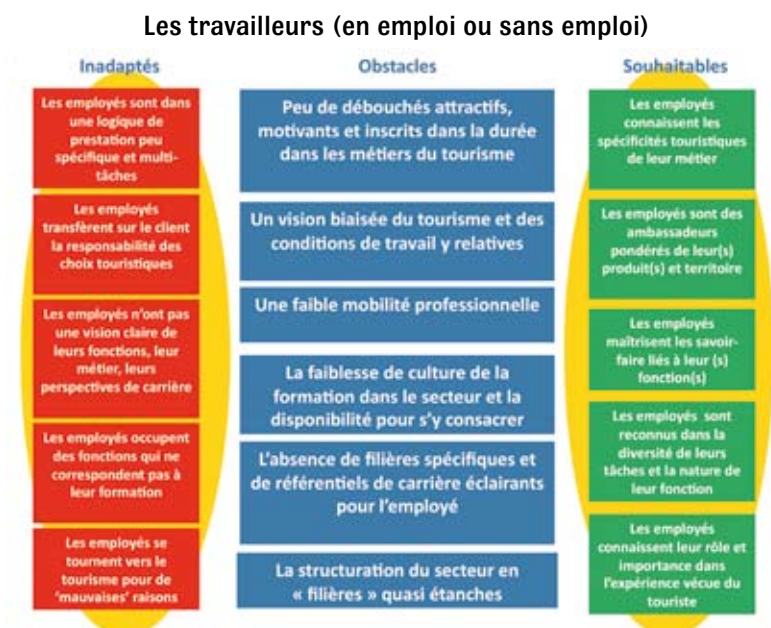 Les travailleurs (en emploi ou sans emploi)
Inadaptés
Les employés sont dans
une logique de
prestation peu
spécifique et multi-
tâches
Les employés
transfèrent sur le client
la responsabilité des
choix touristiques
Les employés n'ont pas
une vision claire de
leurs fonctions, leur
métier, leurs
perspectives de carrière
Les employés occupent
des fonctions qui ne
correspondent pas à
leur formation
Les employés se
tournent vers le
tourisme pour de
'mauvaises' raisons
Obstacles
Peu de débouchés attractifs,
motivants et inscrits dans la durée
dans les métiers du tourisme
Un vision biaisée du tourisme et des
conditions de travail y relatives
Une faible mobilité professionnelle
La faiblesse de culture de la
formation dans le secteur et la
disponibilité pour s'y consacrer
L'absence de filières spécifiques et
de référentiels de carrière éclairants
pour l'employé
La structuration du secteur en
« filières » quasi étanches
Souhaitables
Les employés
connaissent les
spécificités touristiques
de leur métier
Les employés sont des
ambassadeurs
pondérés de leur(s)
produit(s) et territoire
Les employés
maîtrisent les savoir-
faire liés à leur (s)
fonction(s)
Les employés sont
reconnus dans la
diversité de leurs
tâches et la nature de
leur fonction
Les employés
connaissent leur rôle et
importance dans
l'expérience vécue du
touriste